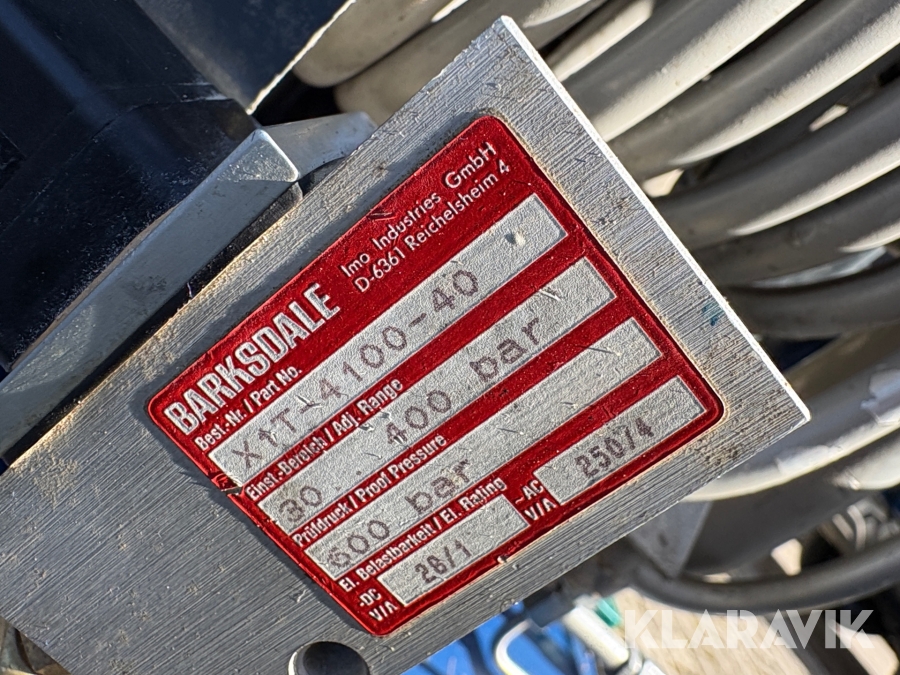 BARKSDALE
Imo Industries GmbH
D-6361 Reichelsheim 4
Best.-Nr. / Part No.
X1T-4100-40
Einst.-Bereich / Adj. Range
30 400 bar
Prüfdruck / Proof Pressure
600 bar
El. Belastbarkeit / El. Rating
-DC V/A 28/1 AC V/A 250/4
KLARAVIK